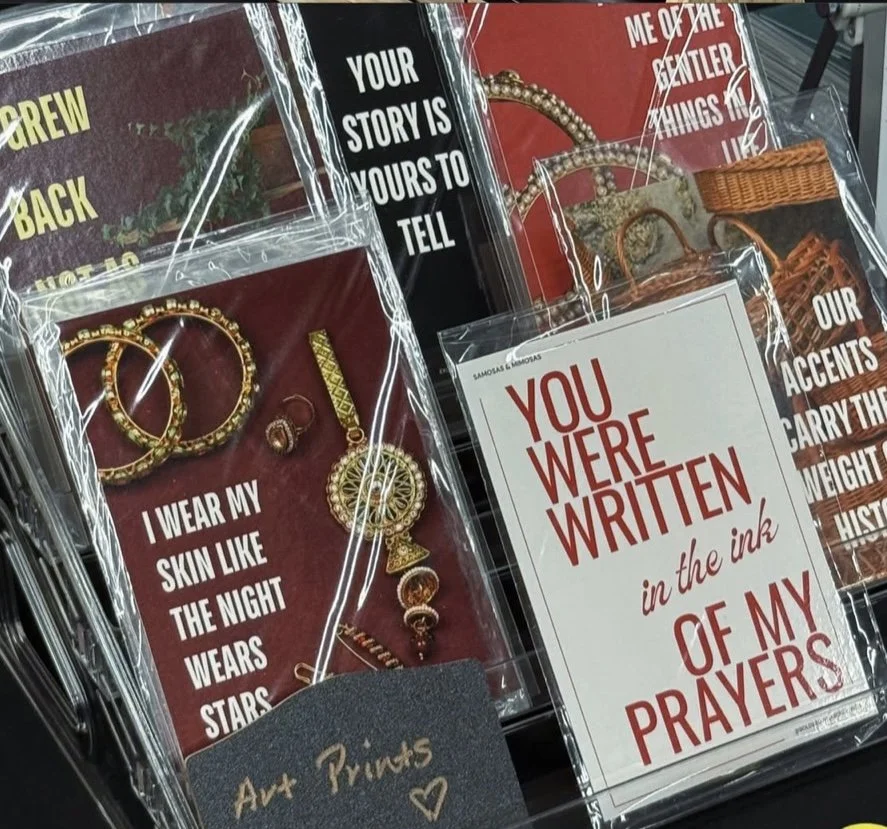 GREW
BACK
NOT AS
YOUR
STORY IS
YOURS TO
TELL
ME OF THE
GENTLER
THINGS IN
OUR
ACCENTS
CARRY THE
WEIGHT
I WEAR MY
SKIN LIKE
THE NIGHT
WEARS
STARS
SAMOSAS & MIMOSAS
YOU
WERE
WRITTEN
in the ink
OF MY
PRAYERS
Art Prints